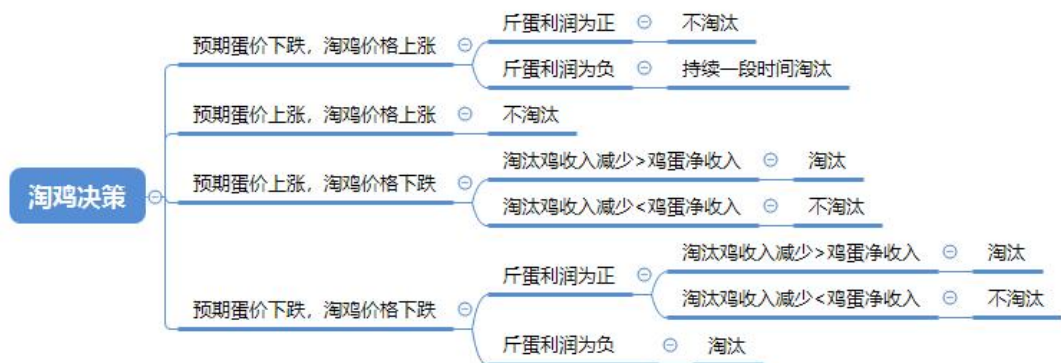 淘鸡决策
预期蛋价下跌，淘鸡价格上涨
斤蛋利润为正
不淘汰
斤蛋利润为负
持续一段时间淘汰
预期蛋价上涨，淘鸡价格上涨
不淘汰
预期蛋价上涨，淘鸡价格下跌
淘汰鸡收入减少>鸡蛋净收入
淘汰
淘汰鸡收入减少<鸡蛋净收入
不淘汰
预期蛋价下跌，淘鸡价格下跌
斤蛋利润为正
淘汰鸡收入减少>鸡蛋净收入
淘汰
淘汰鸡收入减少<鸡蛋净收入
不淘汰
斤蛋利润为负
淘汰